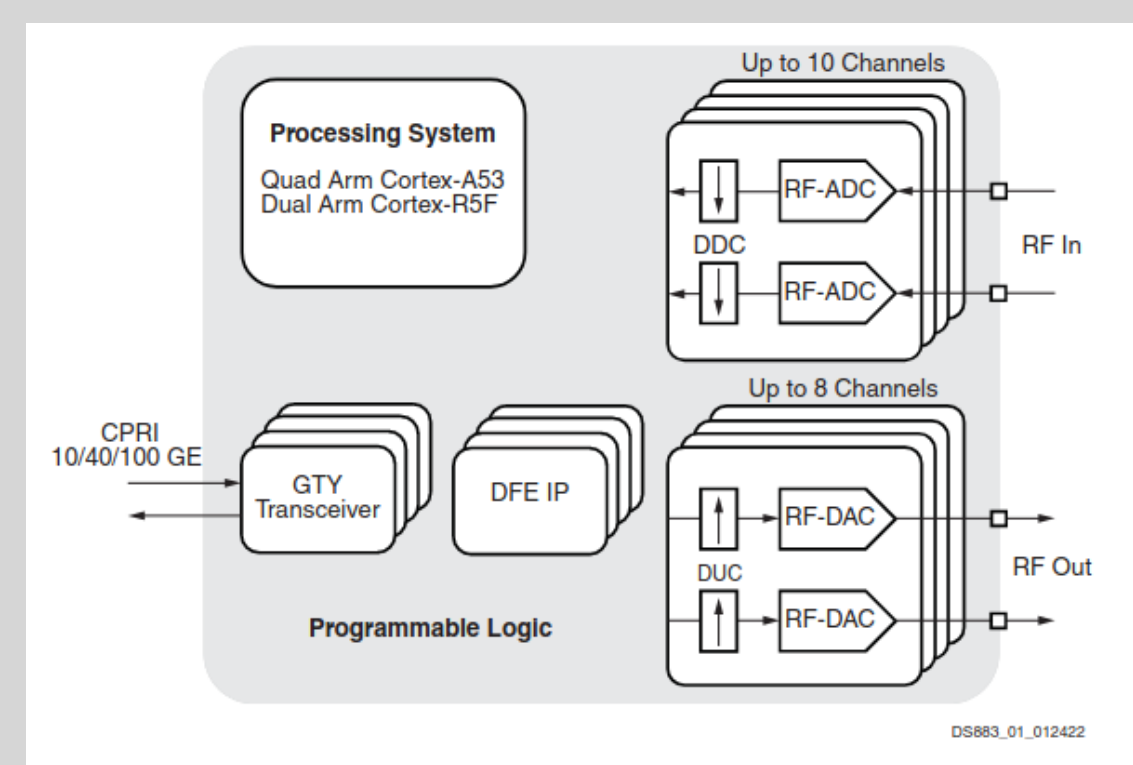 Up to 10 Channels
Processing System
Quad Arm Cortex-A53
Dual Arm Cortex-R5F
RF-ADC
DDC
RF In
RF-ADC
Up to 8 Channels
CPRI
10/40/100 GE
GTY
Transceiver
DFE IP
RF-DAC
DUC
RF Out
RF-DAC
Programmable Logic
DS883_01_012422